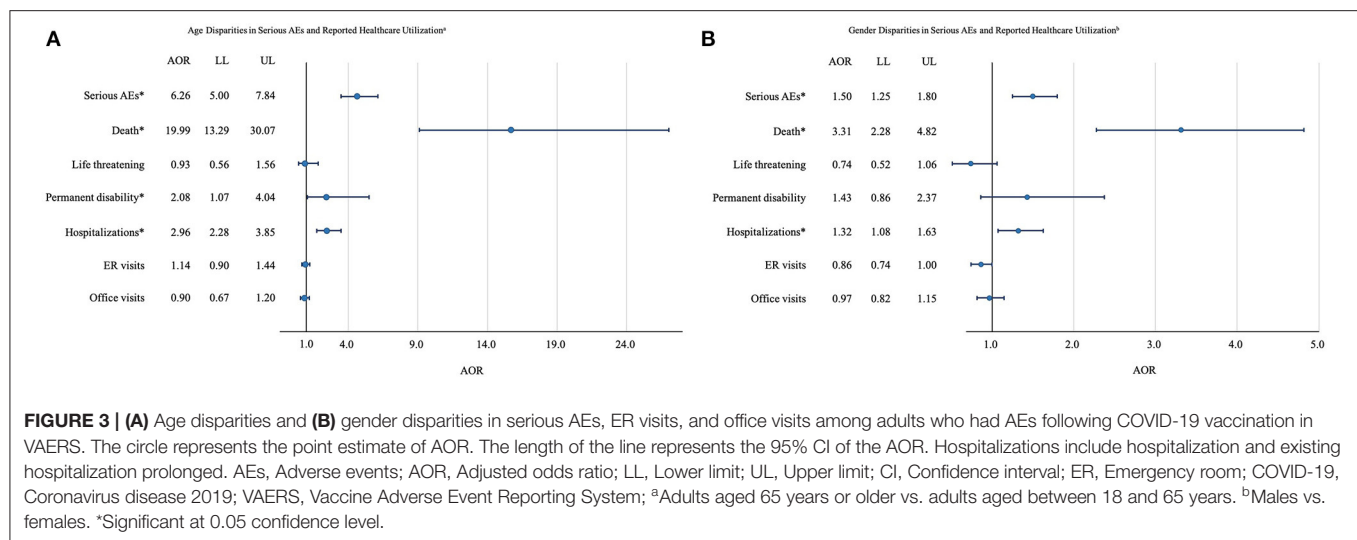 A
Age Disparities in Serious AEs and Reported Healthcare Utilizationᵃ
AOR LL UL
Serious AEs* 6.26 5.00 7.84
Death* 19.99 13.29 30.07
Life threatening 0.93 0.56 1.56
Permanent disability* 2.08 1.07 4.04
Hospitalizations* 2.96 2.28 3.85
ER visits 1.14 0.90 1.44
Office visits 0.90 0.67 1.20
1.0 4.0 9.0 14.0 19.0 24.0
AOR
B
Gender Disparities in Serious AEs and Reported Healthcare Utilizationᵇ
AOR LL UL
Serious AEs* 1.50 1.25 1.80
Death* 3.31 2.28 4.82
Life threatening 0.74 0.52 1.06
Permanent disability 1.43 0.86 2.37
Hospitalizations* 1.32 1.08 1.63
ER visits 0.86 0.74 1.00
Office visits 0.97 0.82 1.15
1.0 2.0 3.0 4.0 5.0
AOR
FIGURE 3 | (A) Age disparities and (B) gender disparities in serious AEs, ER visits, and office visits among adults who had AEs following COVID-19 vaccination in
VAERS. The circle represents the point estimate of AOR. The length of the line represents the 95% CI of the AOR. Hospitalizations include hospitalization and existing
hospitalization prolonged. AEs, Adverse events; AOR, Adjusted odds ratio; LL, Lower limit; UL, Upper limit; CI, Confidence interval; ER, Emergency room; COVID-19,
Coronavirus disease 2019; VAERS, Vaccine Adverse Event Reporting System; ᵃAdults aged 65 years or older vs. adults aged between 18 and 65 years. ᵇMales vs.
females. *Significant at 0.05 confidence level.